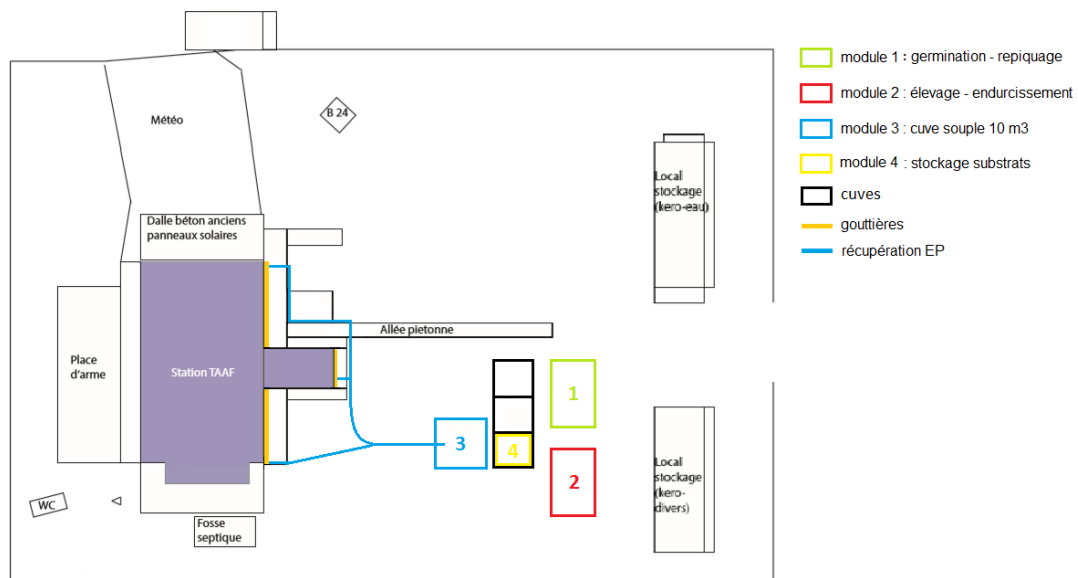 Météo
B 24
Dalle béton anciens
panneaux solaires
Local
stockage
(kero-eau)
Allée pietonne
Place
d'arme
Station TAAF
1
3
4
2
Local
stockage
(kero-
divers)
WC
Fosse
septique
module 1 : germination - repiquage
module 2 : élevage - endurcissement
module 3 : cuve souple 10 m3
module 4 : stockage substrats
cuves
gouttières
récupération EP